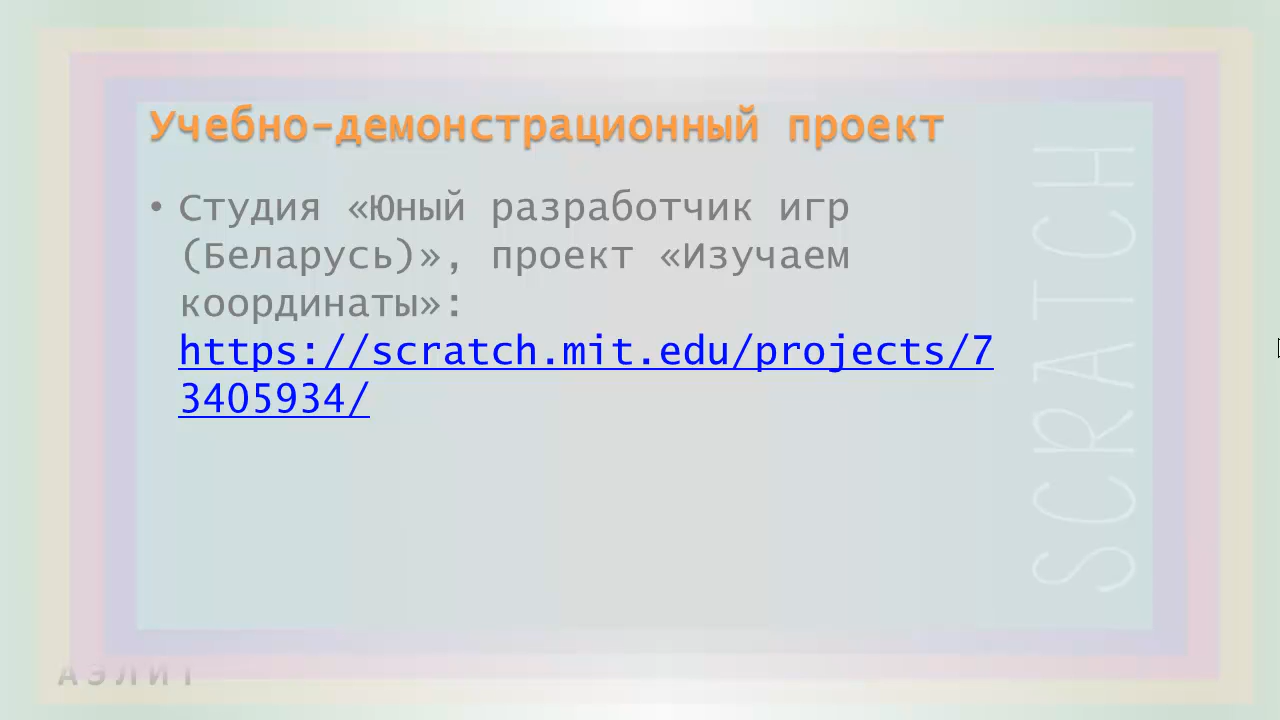 Учебно-демонстрационный проект
• Студия «Юный разработчик игр
(Беларусь)», проект «Изучаем
координаты»:
https://scratch.mit.edu/projects/7
3405934/
SCRATCH
АЭЛИТ